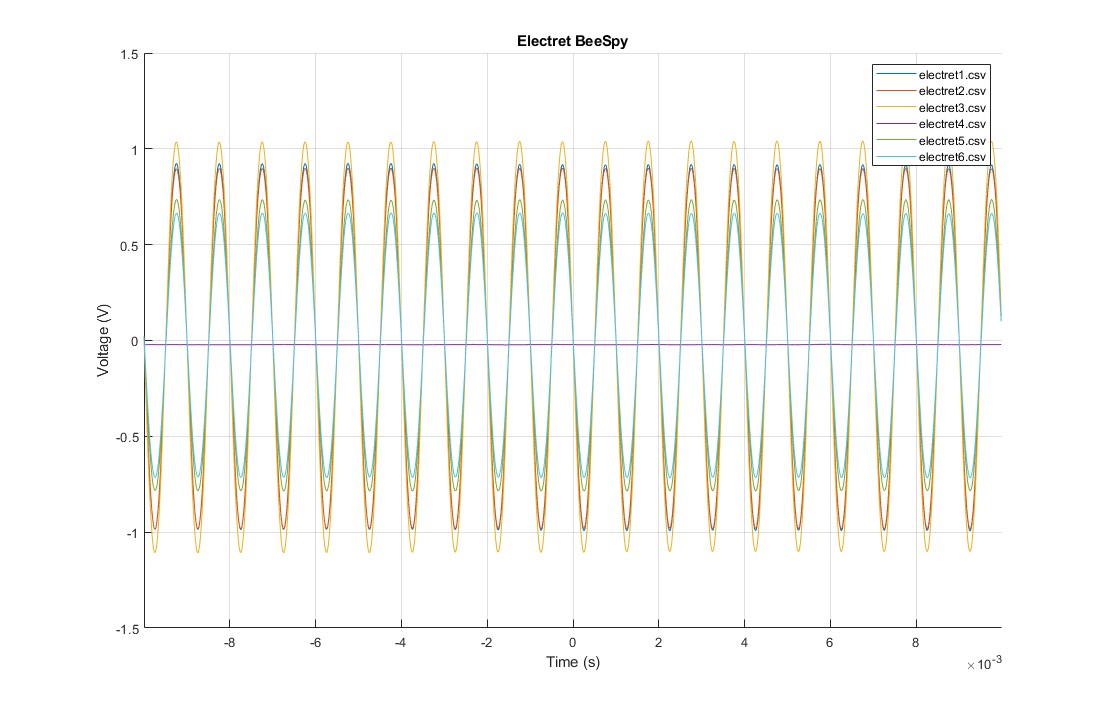 Electret BeeSpy
1.5
1
0.5
0
-0.5
-1
-1.5
Voltage (V)
electret1.csv
electret2.csv
electret3.csv
electret4.csv
electret5.csv
electret6.csv
-8 -6 -4 -2 0 2 4 6 8
Time (s)
× 10⁻³